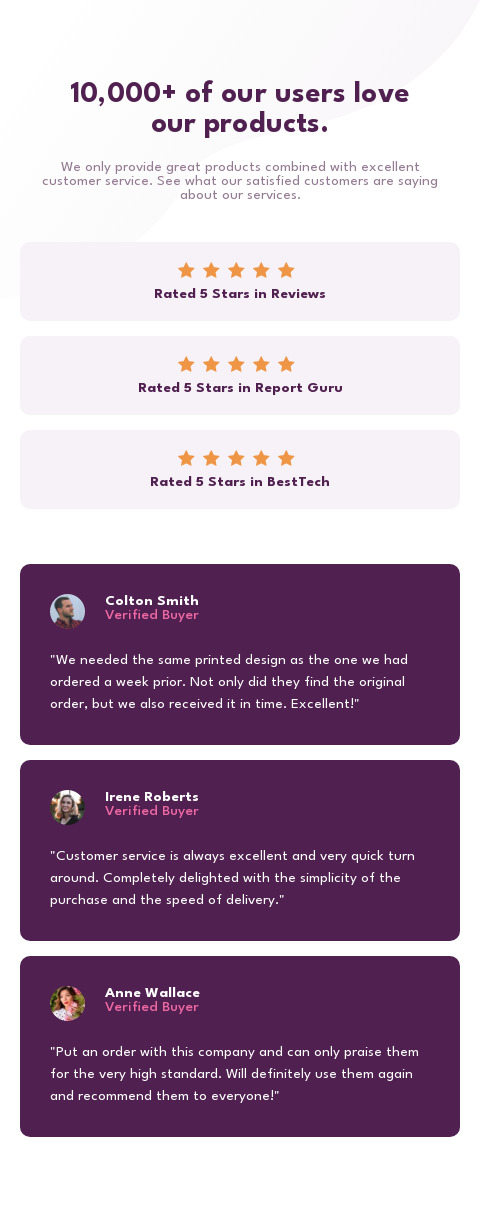 10,000+ of our users love
our products.
We only provide great products combined with excellent
customer service. See what our satisfied customers are saying
about our services.
Rated 5 Stars in Reviews
Rated 5 Stars in Report Guru
Rated 5 Stars in BestTech
Colton Smith
Verified Buyer
"We needed the same printed design as the one we had
ordered a week prior. Not only did they find the original
order, but we also received it in time. Excellent!"
Irene Roberts
Verified Buyer
"Customer service is always excellent and very quick turn
around. Completely delighted with the simplicity of the
purchase and the speed of delivery."
Anne Wallace
Verified Buyer
"Put an order with this company and can only praise them
for the very high standard. Will definitely use them again
and recommend them to everyone!"